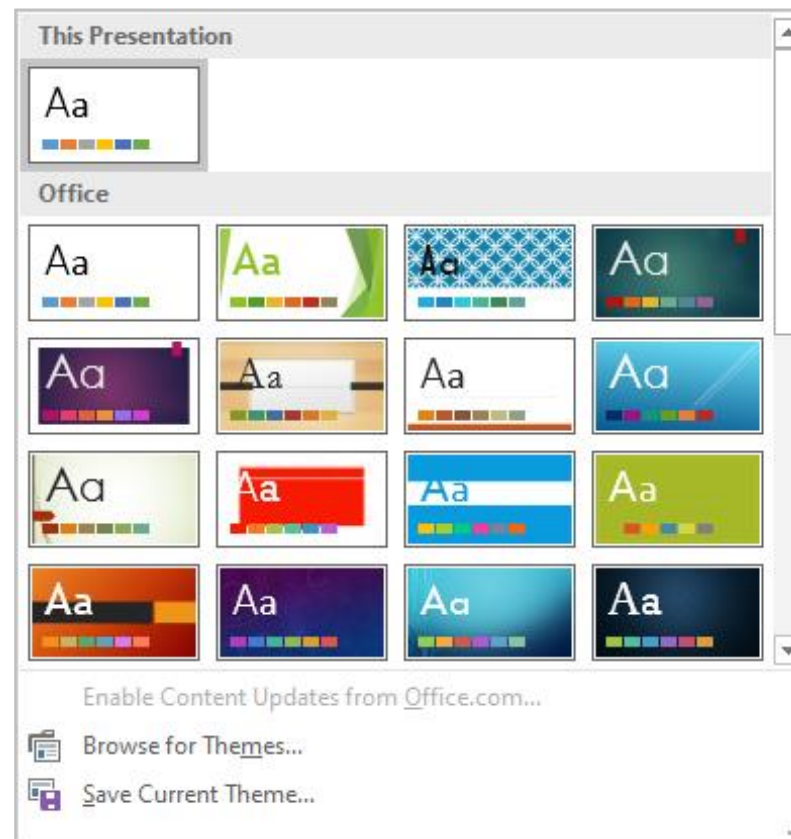 This Presentation
Aa
Office
Aa Aa Aa Aa
Aa Aa Aa Aa
Aa Aa Aa Aa
Aa Aa Aa Aa
Enable Content Updates from Office.com...
Browse for Themes...
Save Current Theme...